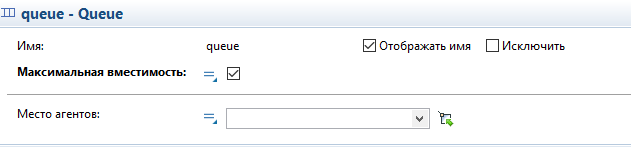 queue - Queue
Имя: queue Отображать имя Исключить
Максимальная вместимость:
Место агентов: